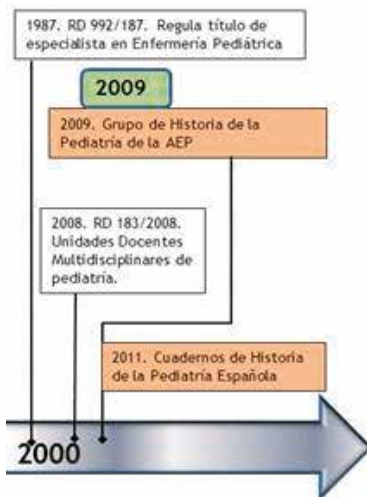 1987. RD 992/187. Regula título de
especialista en Enfermería Pediátrica
2009
2009. Grupo de Historia de la
Pediatría de la AEP
2008. RD 183/2008.
Unidades Docentes
Multidisciplinares de
pediatría.
2011. Cuadernos de Historia
de la Pediatría Española
2000